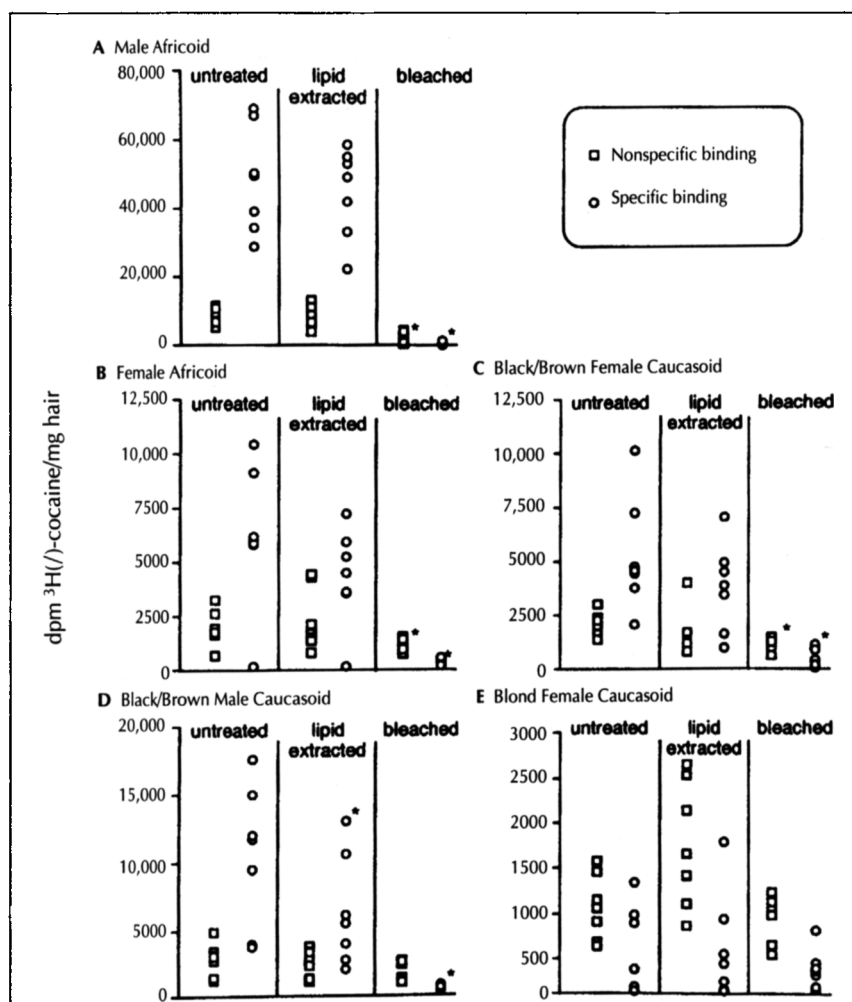 A Male Africoid
80,000
60,000
40,000
20,000
0
untreated
lipid
extracted
bleached
*
*
Nonspecific binding
Specific binding
dpm ³H(/)-cocaine/mg hair
B Female Africoid
12,500
10,000
7500
5000
2500
0
untreated
lipid
extracted
bleached
*
*
C Black/Brown Female Caucasoid
12,500
10,000
7,500
5000
2500
0
untreated
lipid
extracted
bleached
*
*
D Black/Brown Male Caucasoid
20,000
15,000
10,000
5000
0
untreated
lipid
extracted
*
bleached
*
E Blond Female Caucasoid
3000
2500
2000
1500
1000
500
0
untreated
lipid
extracted
bleached